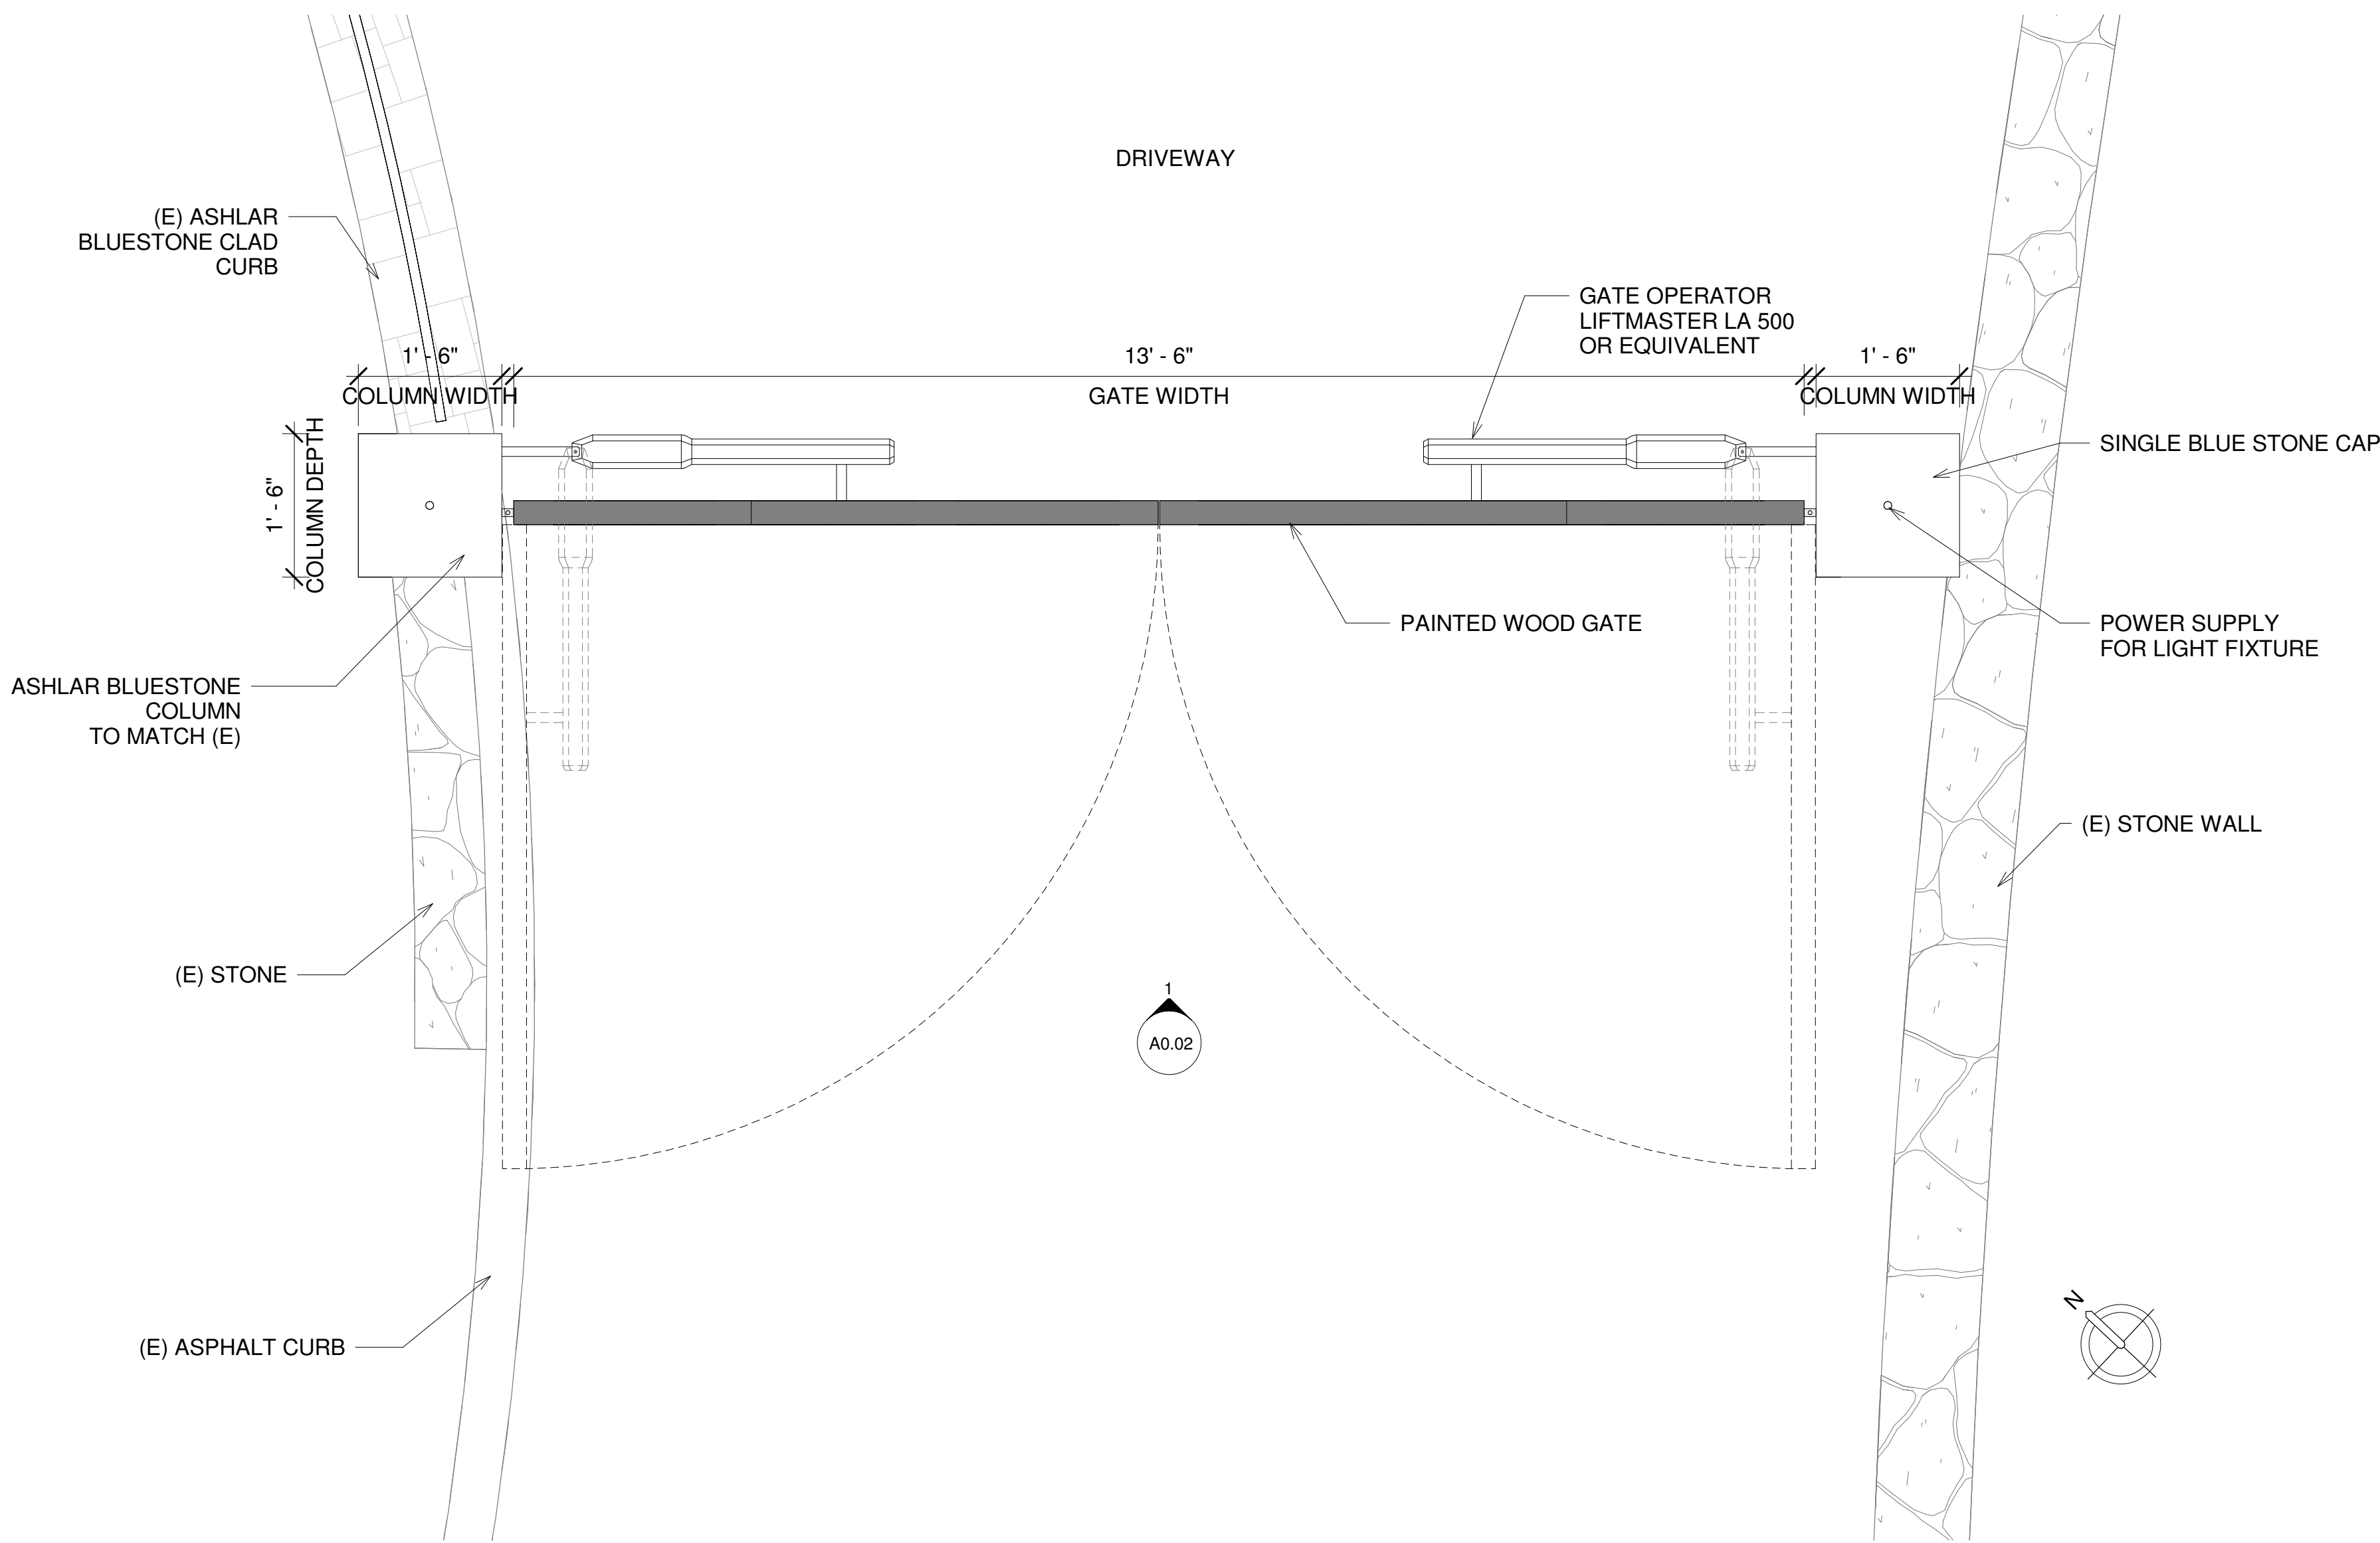 DRIVEWAY
(E) ASHLAR
BLUESTONE CLAD
CURB
GATE OPERATOR
LIFTMASTER LA 500
OR EQUIVALENT
1' - 6"
13' - 6"
1' - 6"
COLUMN WIDTH
GATE WIDTH
COLUMN WIDTH
1' - 6"
COLUMN DEPTH
SINGLE BLUE STONE CAP
PAINTED WOOD GATE
POWER SUPPLY
FOR LIGHT FIXTURE
ASHLAR BLUESTONE
COLUMN
TO MATCH (E)
(E) STONE WALL
(E) STONE
1
A0.02
N
(E) ASPHALT CURB